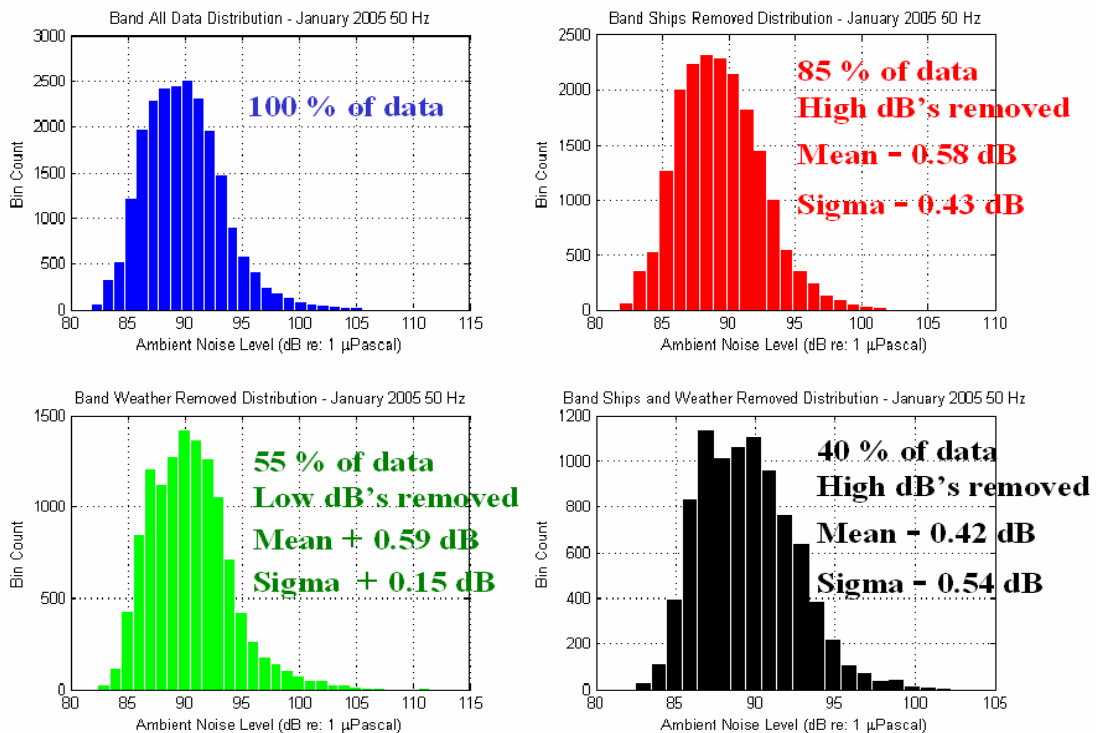 Band All Data Distribution - January 2005 50 Hz
3000
2500
2000
1500
1000
500
0
Bin Count
100 % of data
80 85 90 95 100 105 110 115
Ambient Noise Level (dB re: 1 µPascal)
Band Ships Removed Distribution - January 2005 50 Hz
2500
2000
1500
1000
500
0
Bin Count
85 % of data
High dB's removed
Mean - 0.58 dB
Sigma - 0.43 dB
80 85 90 95 100 105 110
Ambient Noise Level (dB re: 1 µPascal)
Band Weather Removed Distribution - January 2005 50 Hz
1500
1000
500
0
Bin Count
55 % of data
Low dB's removed
Mean + 0.59 dB
Sigma + 0.15 dB
80 85 90 95 100 105 110 115
Ambient Noise Level (dB re: 1 µPascal)
Band Ships and Weather Removed Distribution - January 2005 50 Hz
1200
1000
800
600
400
200
0
Bin Count
40 % of data
High dB's removed
Mean - 0.42 dB
Sigma - 0.54 dB
80 85 90 95 100 105
Ambient Noise Level (dB re: 1 µPascal)